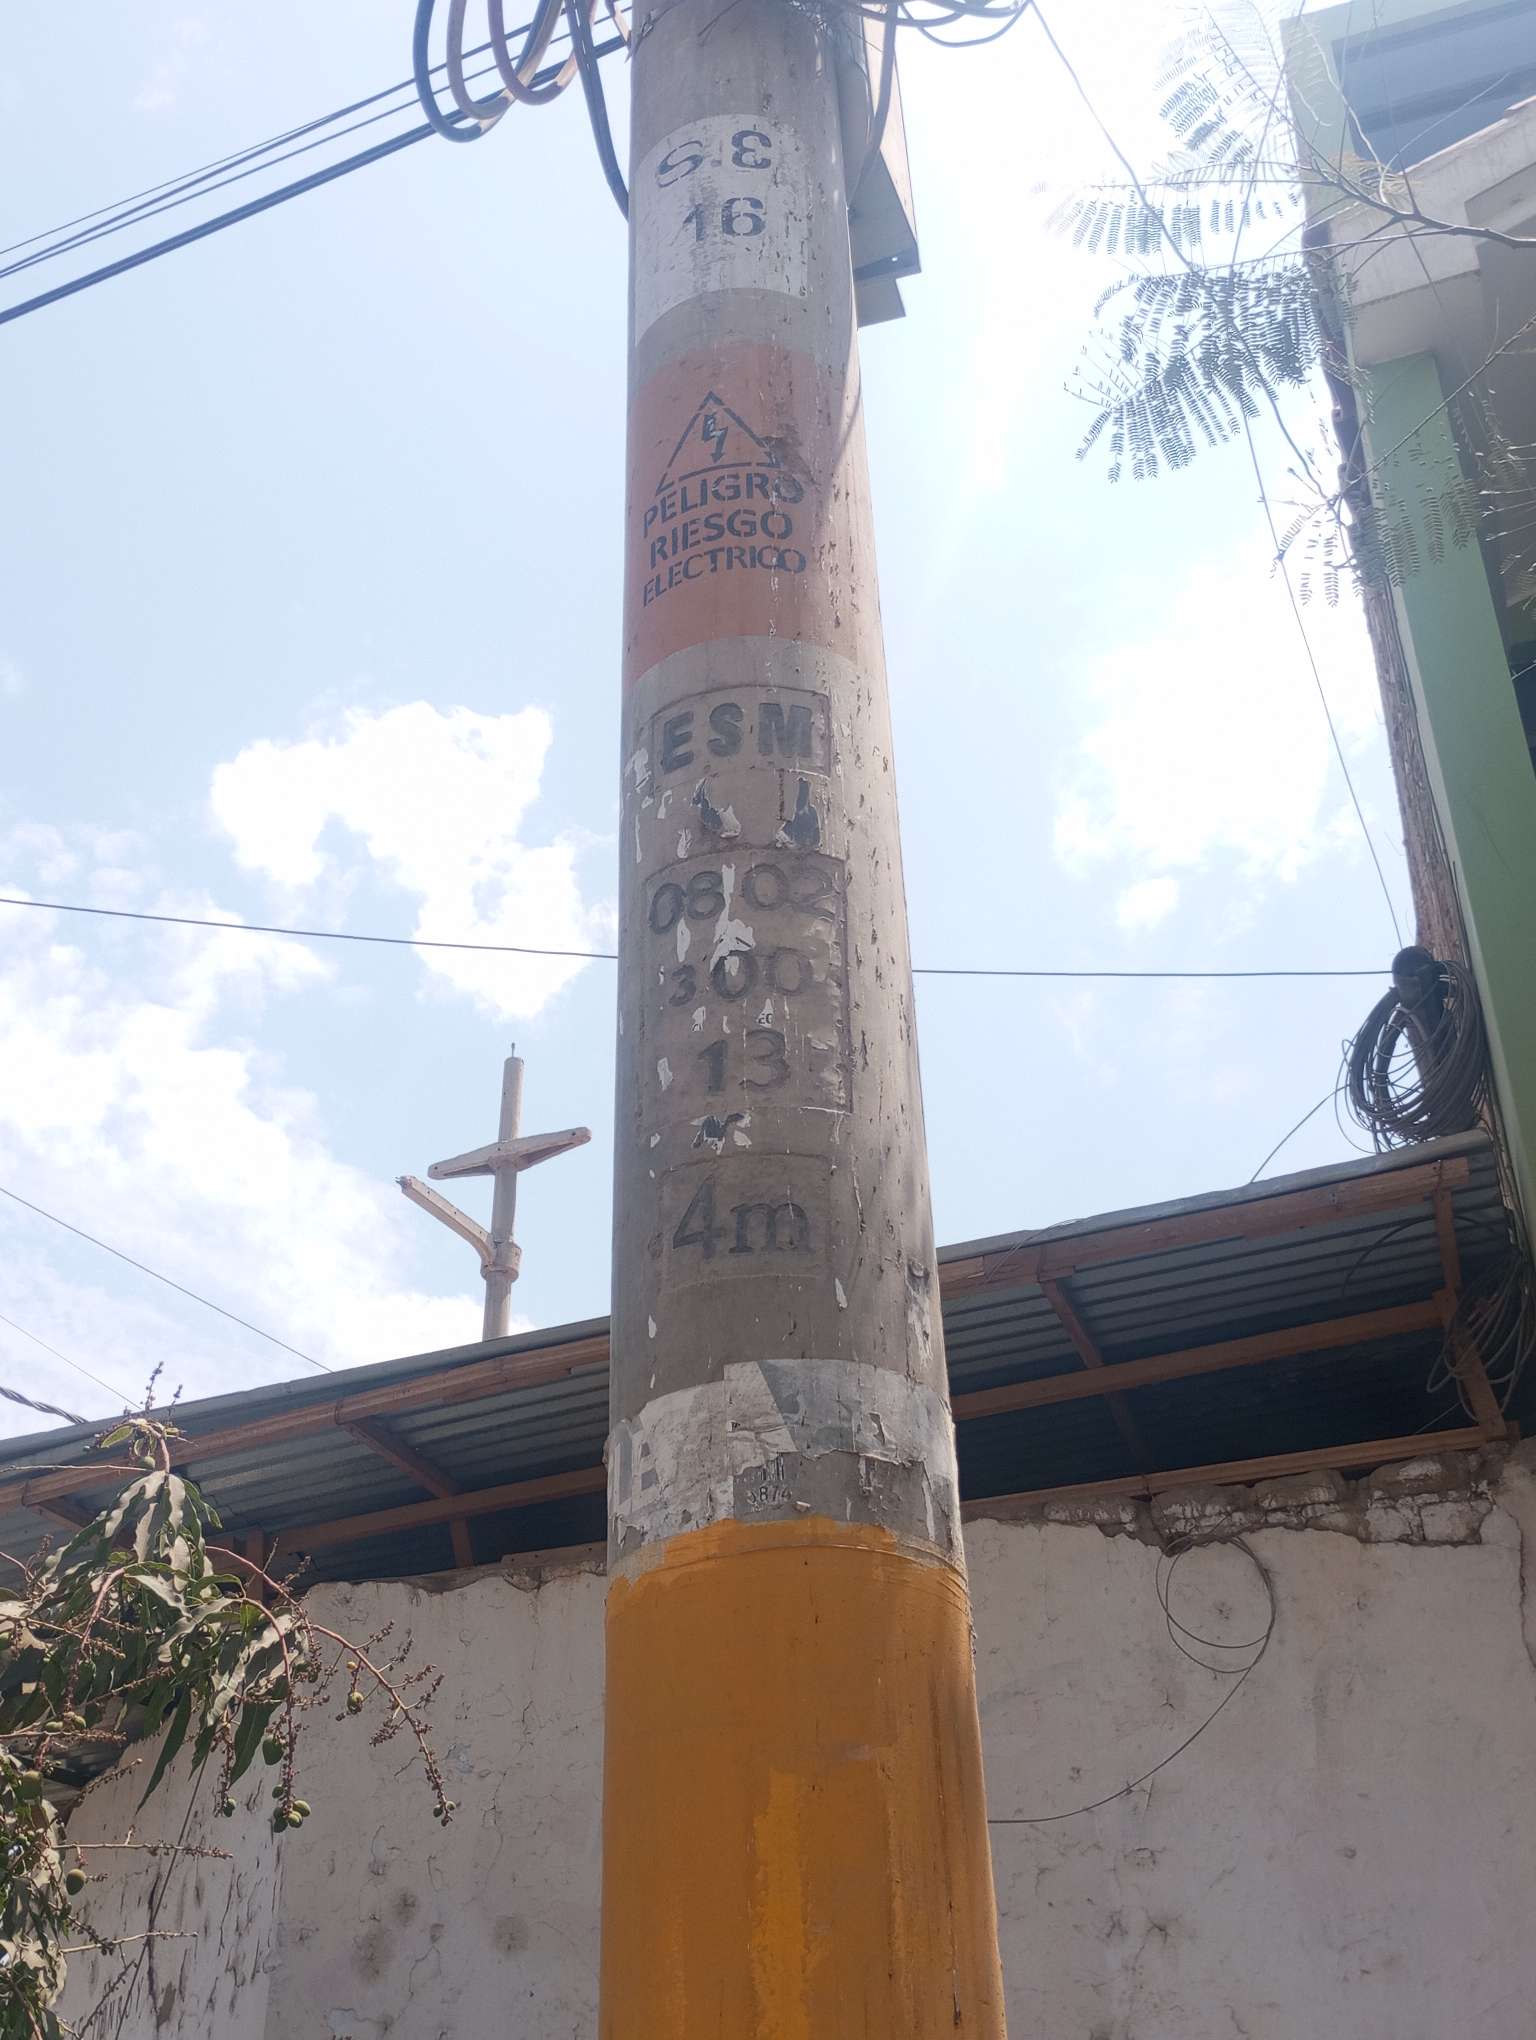 S.E
16
PELIGRO
RIESGO
ELECTRICO
ESM
08 02
300
13
4m